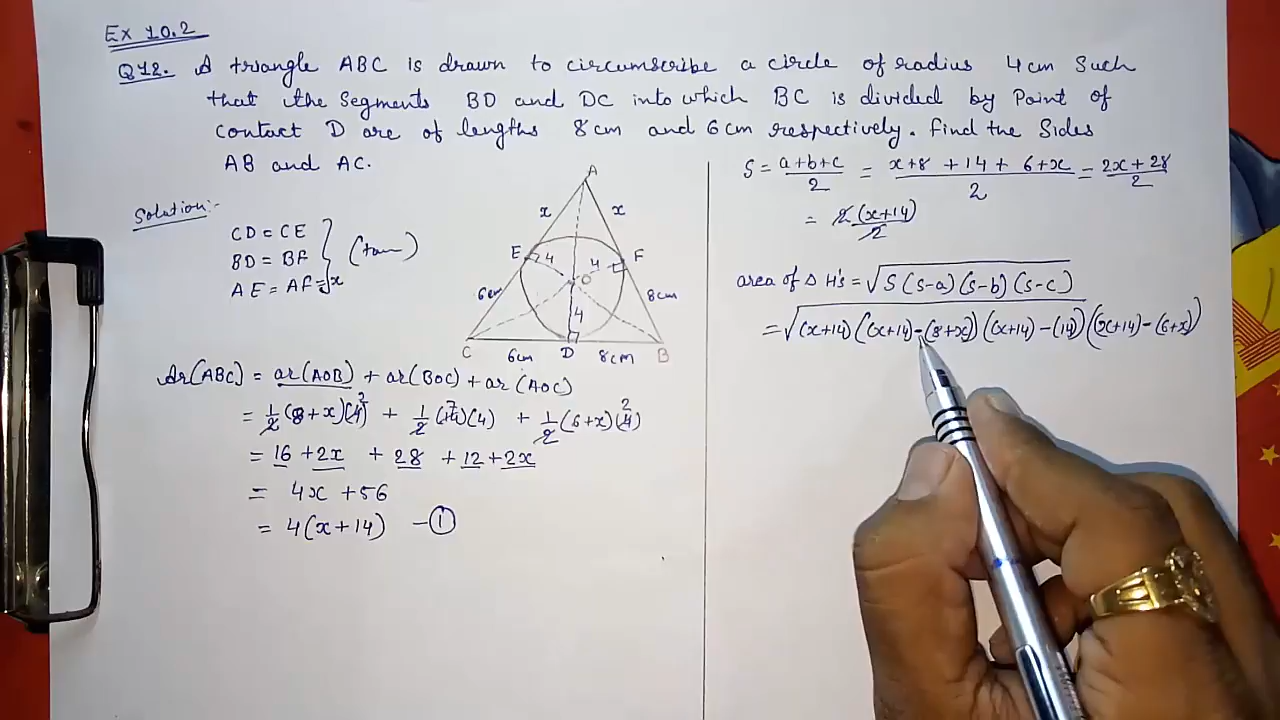 Ex 10.2
Q12. A triangle ABC is drawn to circumscribe a circle of radius 4cm Such
that the Segments BD and DC into which BC is divided by Point of
contact D are of lengths 8cm and 6cm respectively. Find the Sides
AB and AC.
Solution:-
CD = CE
BD = BF
AE = AF = x
(tan)
A
x x
E F
4 4
O
6cm 8cm
4
C D B
6cm 8cm
Ar(ABC) = ar(AOB) + ar(BOC) + ar(AOC)
= 1/2 (8+x)(4) 2 + 1/2 (14)(4) 7 + 1/2 (6+x)(4) 2
= 16 + 2x + 28 + 12 + 2x
= 4x + 56
= 4(x+14) - ①
S = a+b+c/2 = x+8 + 14 + 6+x/2 = 2x+28/2
= 2(x+14)/2
area of Δ H's = √S(S-a)(S-b)(S-c)
= √(x+14)((x+14)-(8+x))((x+14)-(14))((x+14)-(6+x))